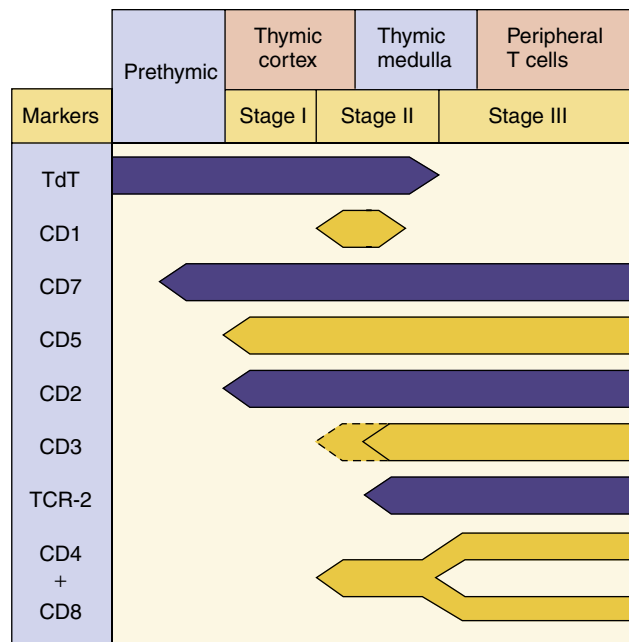 Prethymic
Thymic
cortex
Thymic
medulla
Peripheral
T cells
Markers
Stage I
Stage II
Stage III
TdT
CD1
CD7
CD5
CD2
CD3
TCR-2
CD4
+
CD8